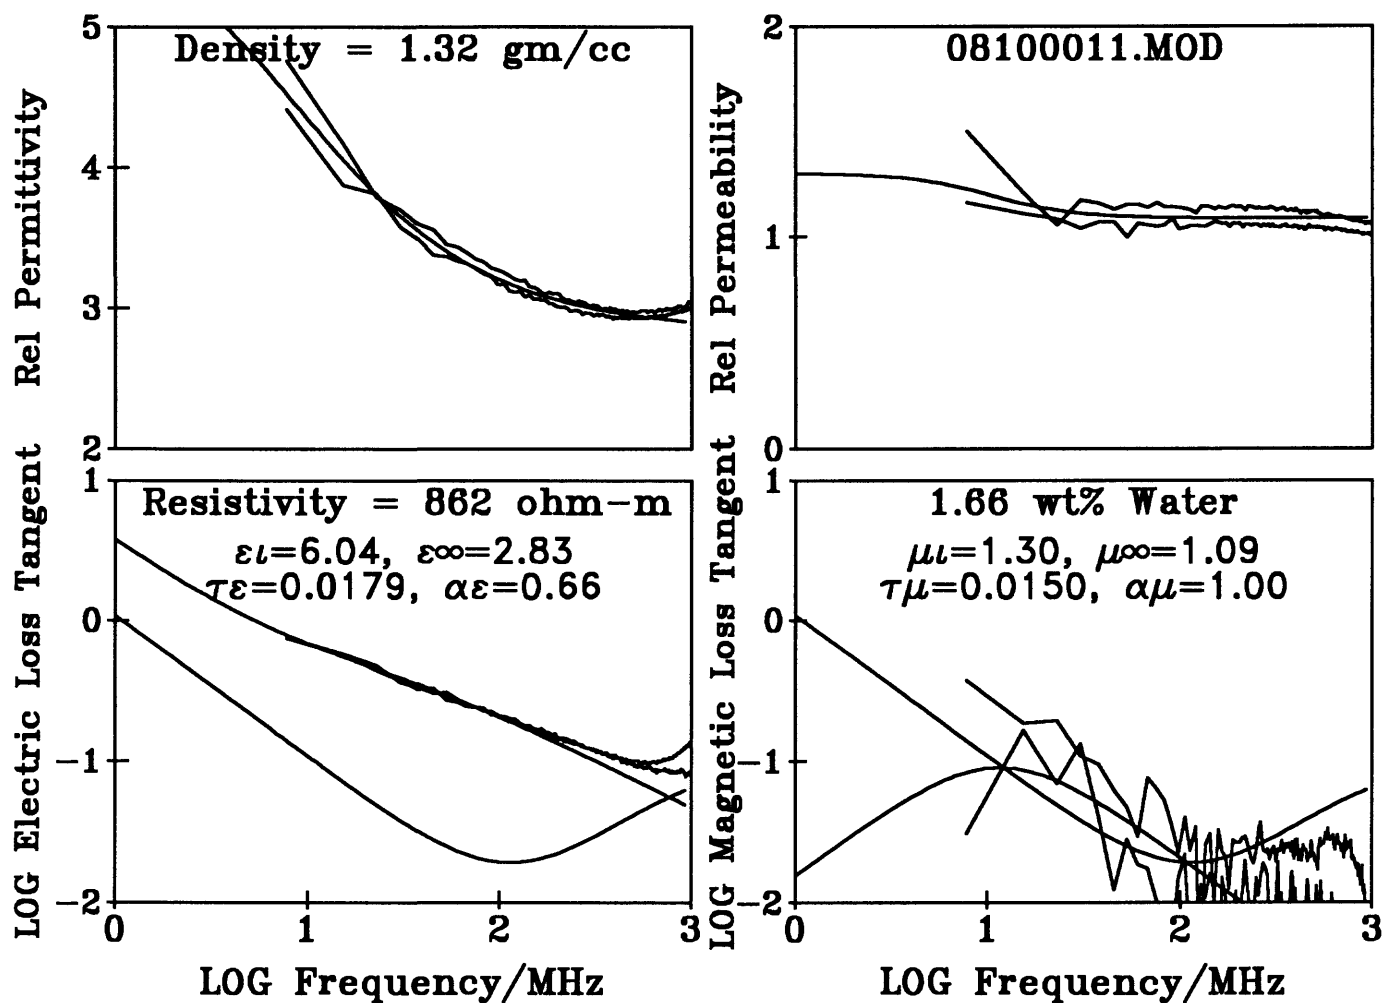 Density = 1.32 gm/cc
5
4
3
2
Rel Permittivity
08100011.MOD
2
1
0
Rel Permeability
Resistivity = 862 ohm-m
ει=6.04, ε∞=2.83
τε=0.0179, αε=0.66
1
0
-1
-2
LOG Electric Loss Tangent
0
1
2
3
LOG Frequency/MHz
1.66 wt% Water
μι=1.30, μ∞=1.09
τμ=0.0150, αμ=1.00
1
0
-1
-2
LOG Magnetic Loss Tangent
0
1
2
3
LOG Frequency/MHz